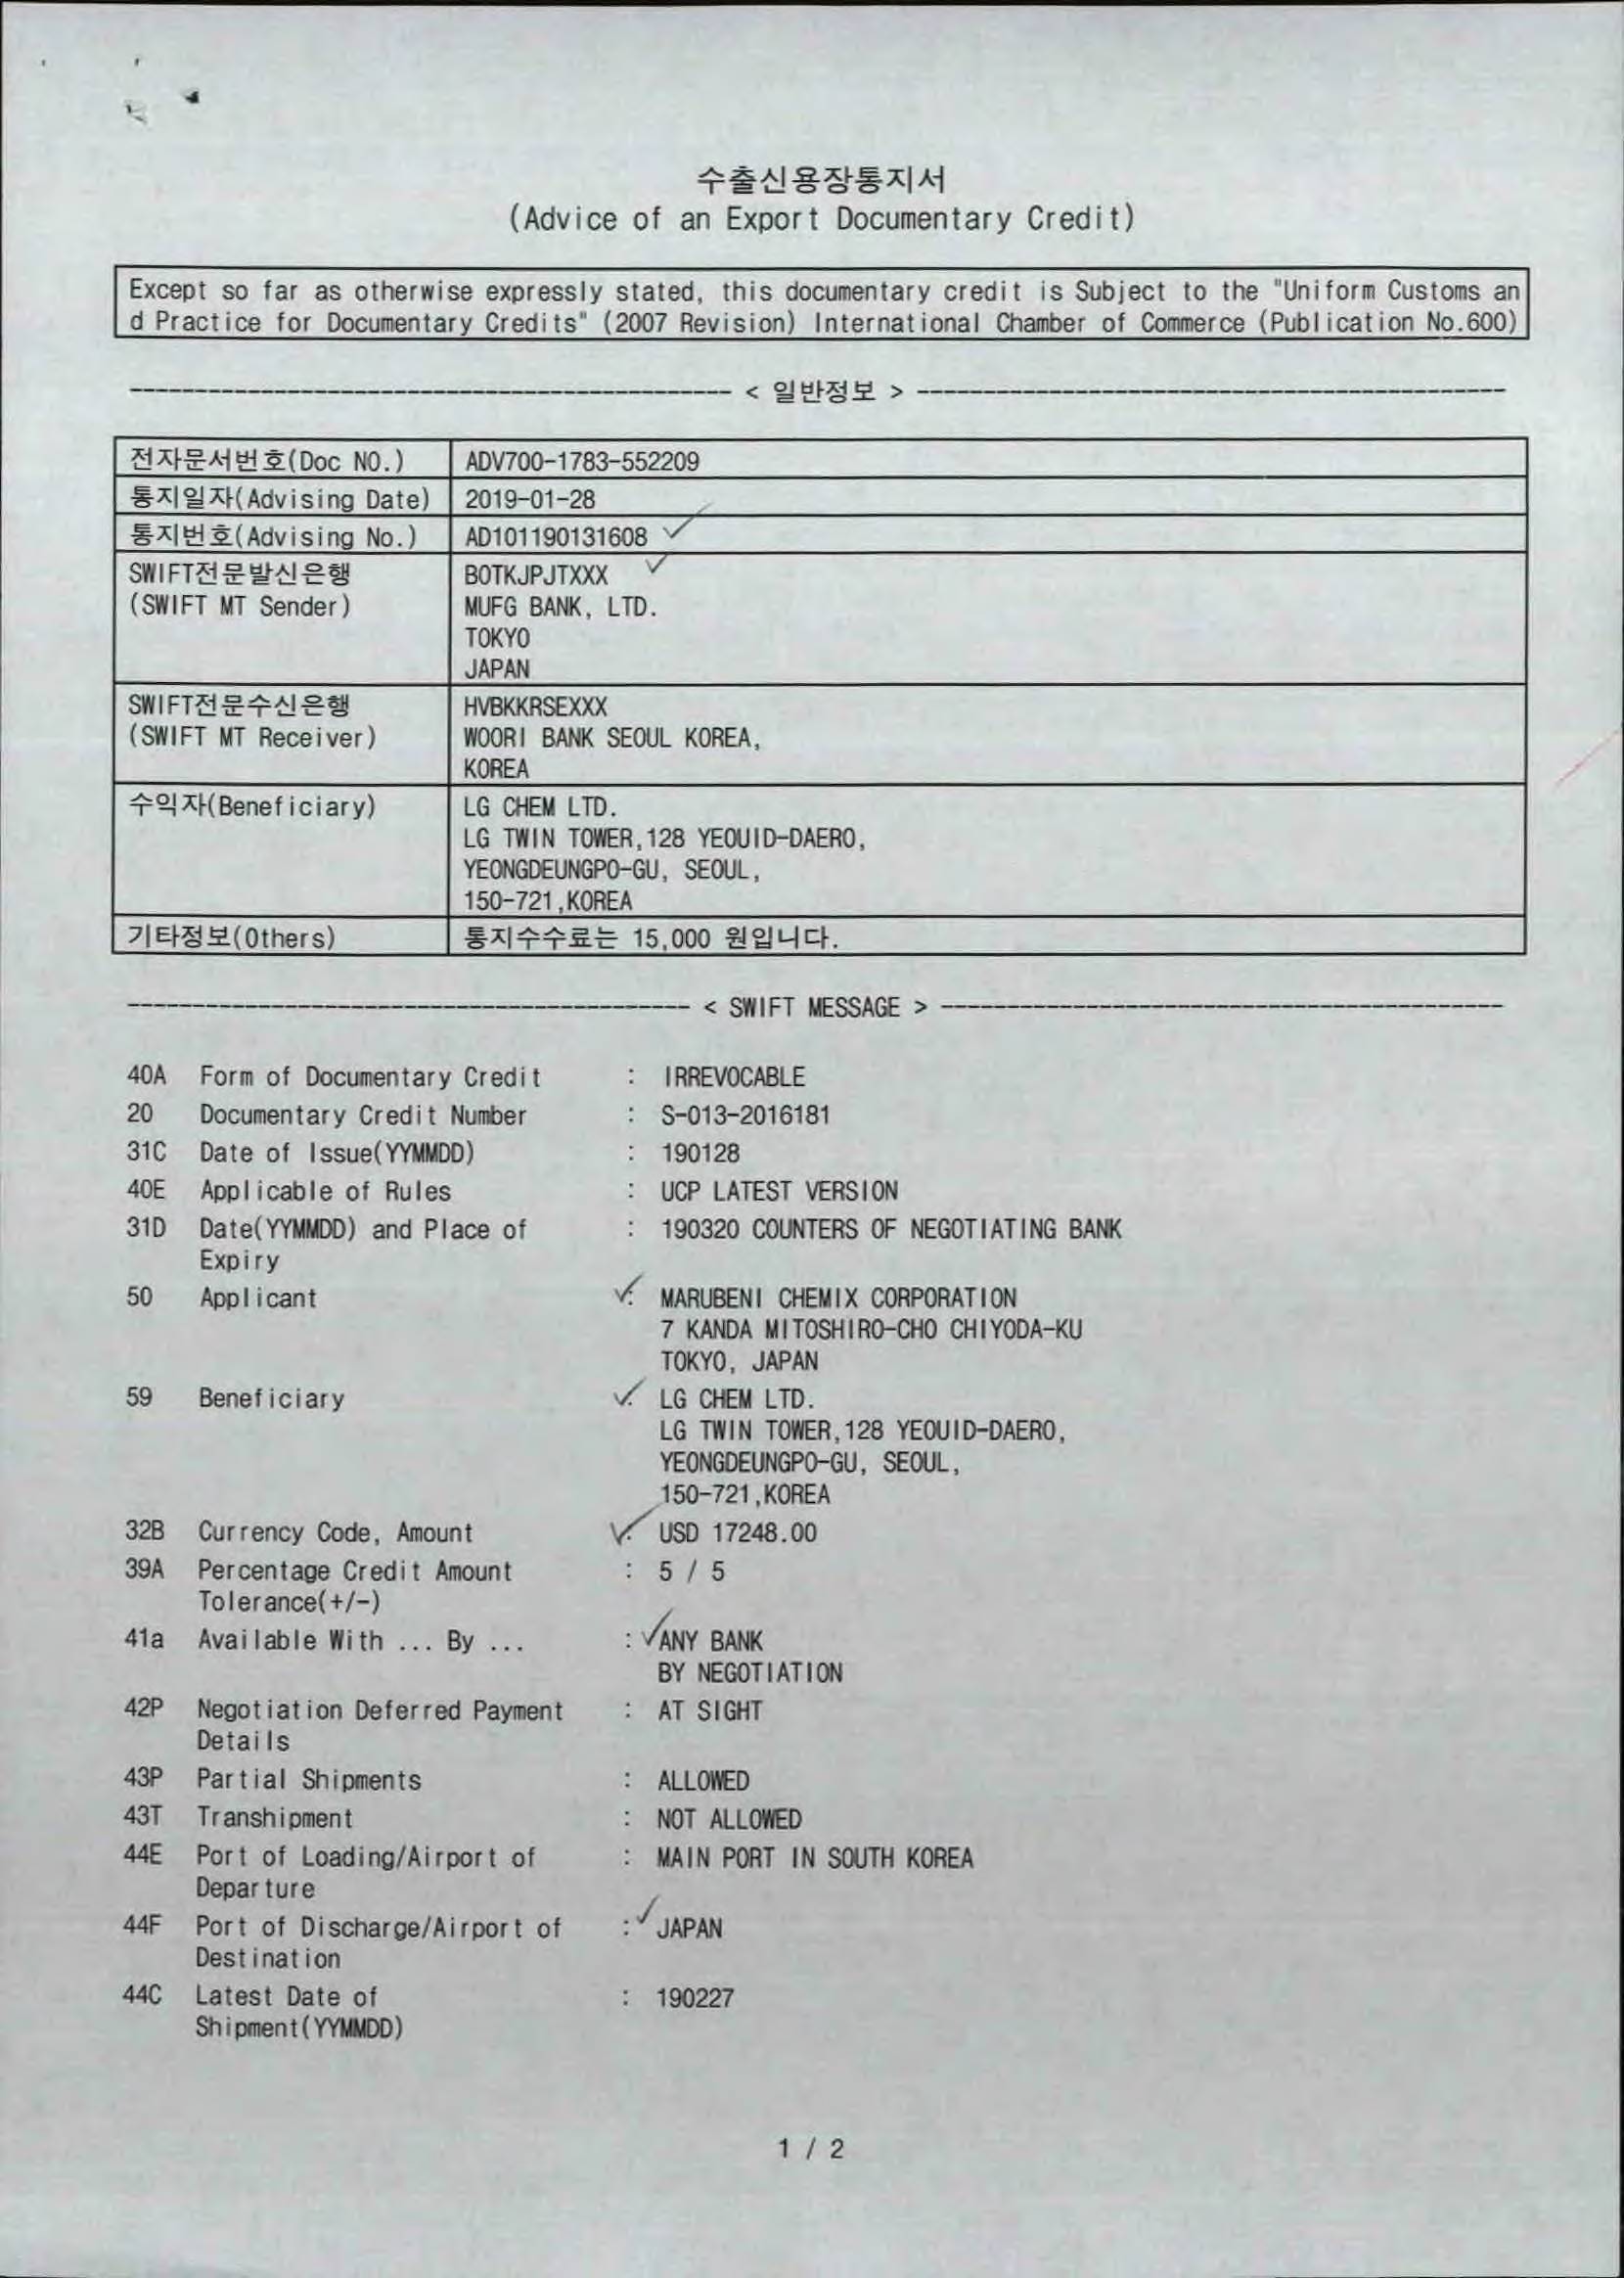 수출신용장통지서
(Advice of an Export Documentary Credit)
Except so far as otherwise expressly stated, this documentary credit is Subject to the "Uniform Customs an
d Practice for Documentary Credits" (2007 Revision) International Chamber of Commerce (Publication No.600)
< 일반정보 >
전자문서번호(Doc NO.) ADV700-1783-552209
통지일자(Advising Date) 2019-01-28
통지번호(Advising No.) AD101190131608
SWIFT전문발신은행 BOTKJPJTXXX
(SWIFT MT Sender) MUFG BANK, LTD.
TOKYO
JAPAN
SWIFT전문수신은행 HVBKKRSEXXX
(SWIFT MT Receiver) WOORI BANK SEOUL KOREA,
KOREA
수익자(Beneficiary) LG CHEM LTD.
LG TWIN TOWER,128 YEOUID-DAERO,
YEONGDEUNGPO-GU, SEOUL,
150-721,KOREA
기타정보(Others) 통지수수료는 15,000 원입니다.
< SWIFT MESSAGE >
40A Form of Documentary Credit : IRREVOCABLE
20 Documentary Credit Number : S-013-2016181
31C Date of Issue(YYMMDD) : 190128
40E Applicable of Rules : UCP LATEST VERSION
31D Date(YYMMDD) and Place of : 190320 COUNTERS OF NEGOTIATING BANK
Expiry
50 Applicant : MARUBENI CHEMIX CORPORATION
7 KANDA MITOSHIRO-CHO CHIYODA-KU
TOKYO, JAPAN
59 Beneficiary : LG CHEM LTD.
LG TWIN TOWER,128 YEOUID-DAERO,
YEONGDEUNGPO-GU, SEOUL,
150-721,KOREA
32B Currency Code, Amount : USD 17248.00
39A Percentage Credit Amount : 5 / 5
Tolerance(+/-)
41a Available With ... By ... : ANY BANK
BY NEGOTIATION
42P Negotiation Deferred Payment : AT SIGHT
Details
43P Partial Shipments : ALLOWED
43T Transhipment : NOT ALLOWED
44E Port of Loading/Airport of : MAIN PORT IN SOUTH KOREA
Departure
44F Port of Discharge/Airport of : JAPAN
Destination
44C Latest Date of : 190227
Shipment(YYMMDD)
1 / 2